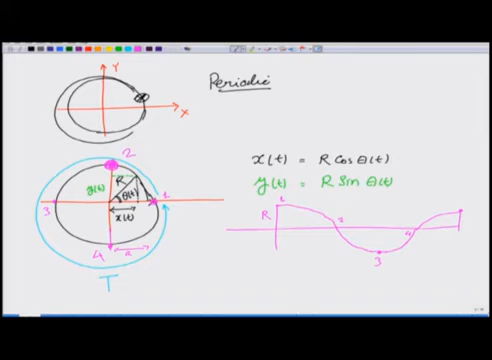 Y
Periodic
X
2
x(t) = R Cos θ(t)
y(t) = R Sin θ(t)
y(t)
R
θ(t)
1
3
x(t)
4
R
T
R
1
2
3
4